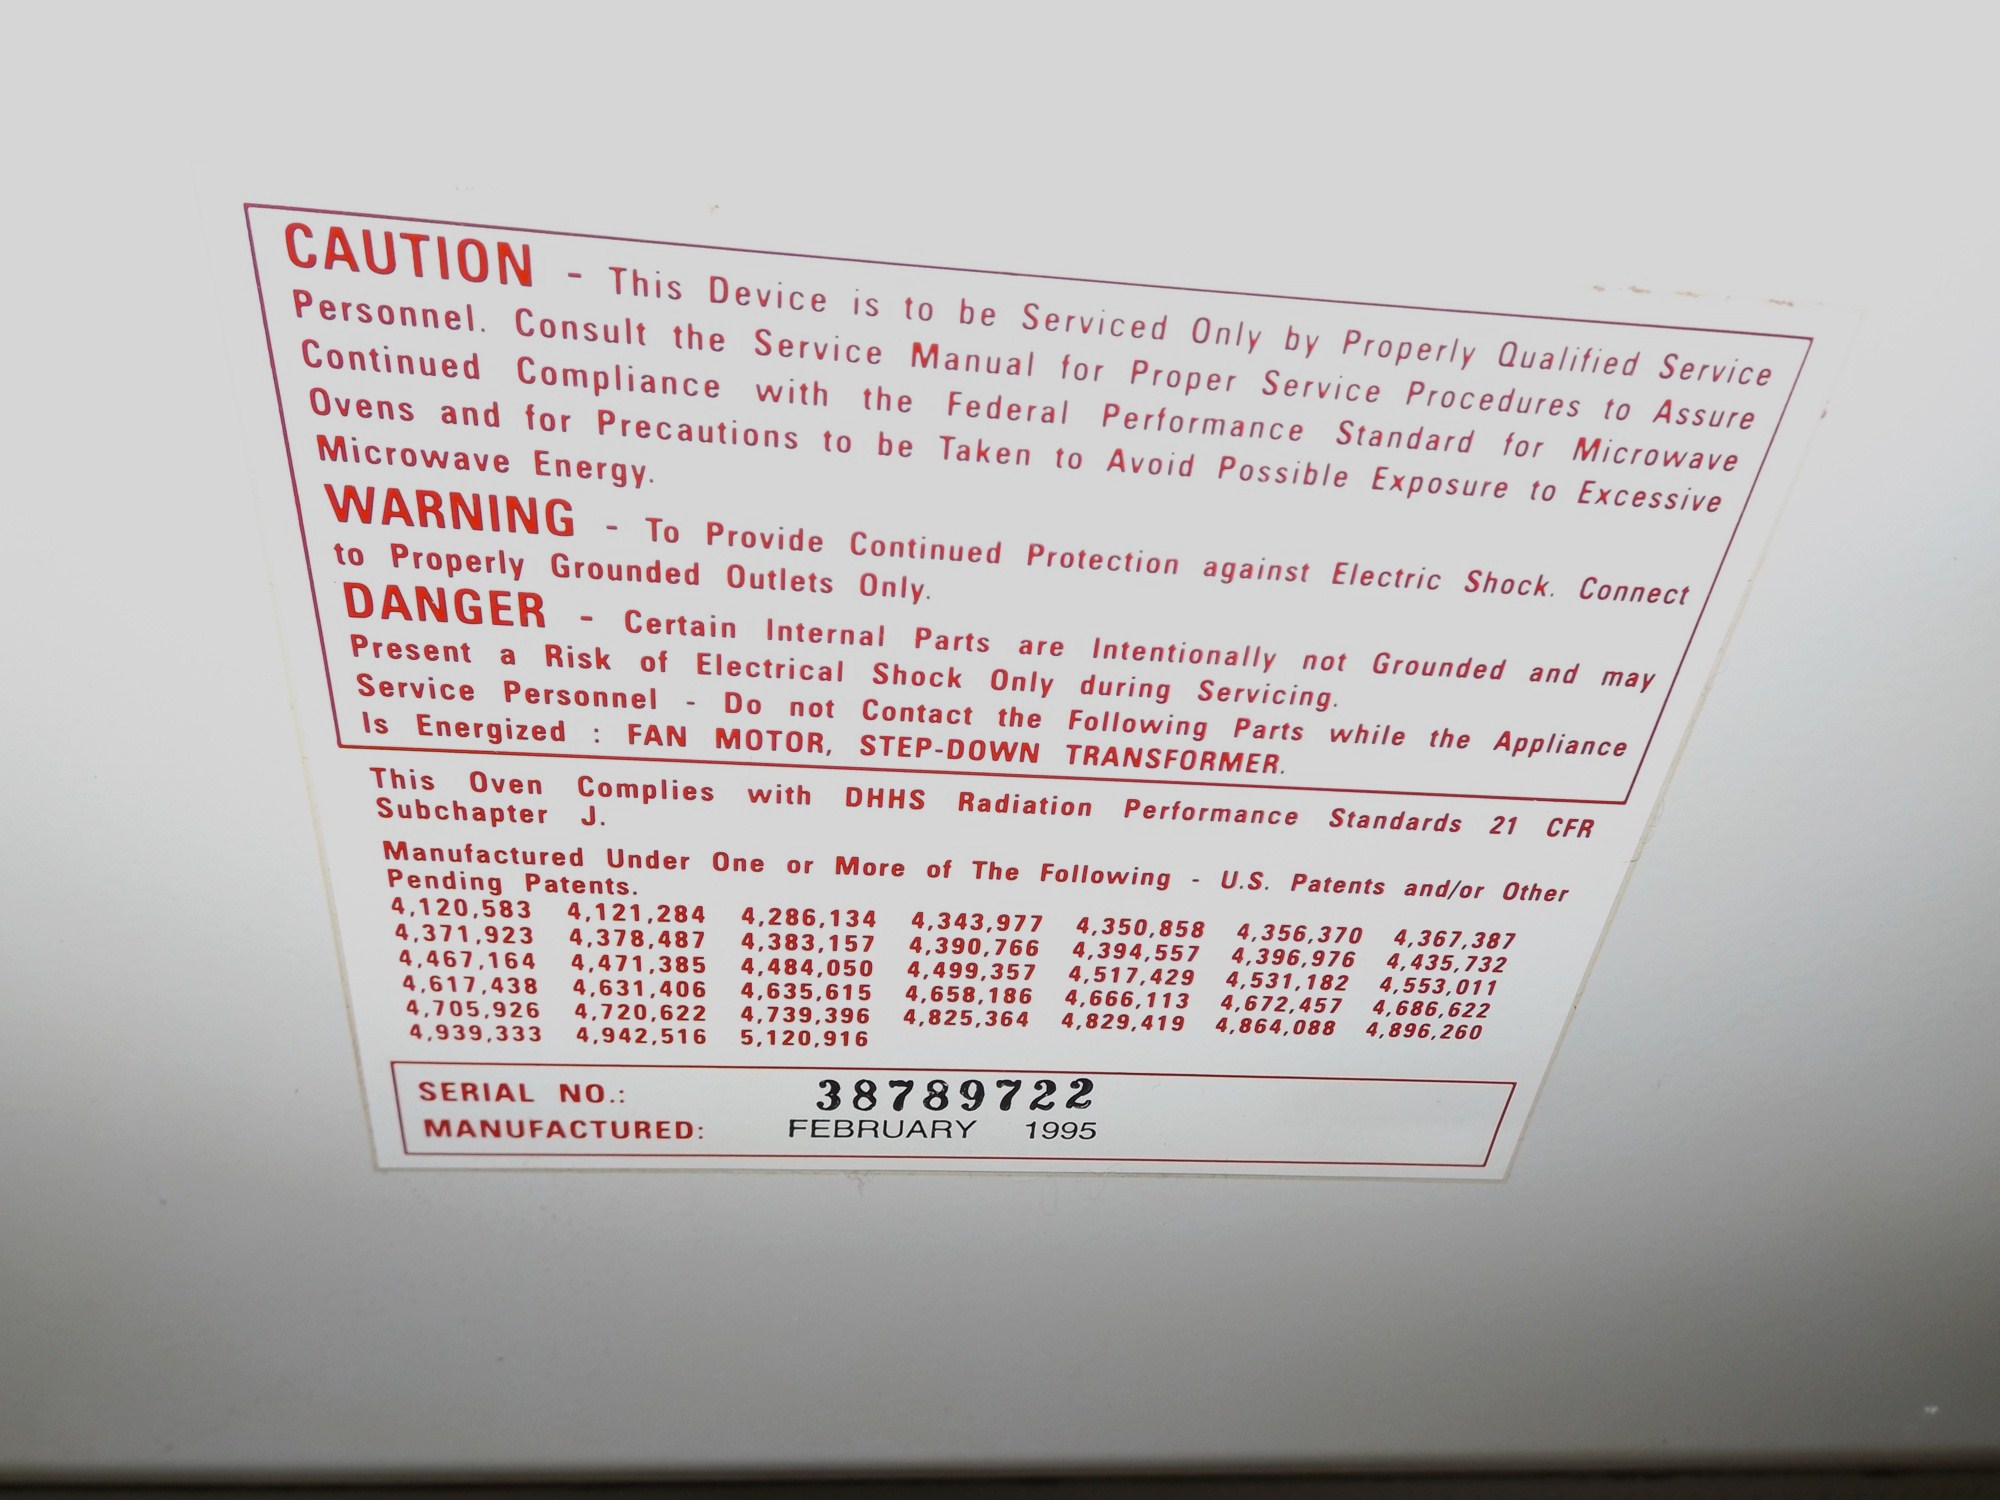 CAUTION - This Device is to be Serviced Only by Properly Qualified Service
Personnel. Consult the Service Manual for Proper Service Procedures to Assure
Continued Compliance with the Federal Performance Standard for Microwave
Ovens and for Precautions to be Taken to Avoid Possible Exposure to Excessive
Microwave Energy.
WARNING - To Provide Continued Protection against Electric Shock. Connect
to Properly Grounded Outlets Only.
DANGER - Certain Internal Parts are Intentionally not Grounded and may
Present a Risk of Electrical Shock Only during Servicing.
Service Personnel - Do not Contact the Following Parts while the Appliance
Is Energized : FAN MOTOR, STEP-DOWN TRANSFORMER.
This Oven Complies with DHHS Radiation Performance Standards 21 CFR
Subchapter J.
Manufactured Under One or More of The Following - U.S. Patents and/or Other
Pending Patents.
4,120,583 4,121,284 4,286,134 4,343,977 4,350,858 4,356,370 4,367,387
4,371,923 4,378,487 4,383,157 4,390,766 4,394,557 4,396,976 4,435,732
4,467,164 4,471,385 4,484,050 4,499,357 4,517,429 4,531,182 4,553,011
4,617,438 4,631,406 4,635,615 4,658,186 4,666,113 4,672,457 4,686,622
4,705,926 4,720,622 4,739,396 4,825,364 4,829,419 4,864,088 4,896,260
4,939,333 4,942,516 5,120,916
SERIAL NO.: 38789722
MANUFACTURED: FEBRUARY 1995